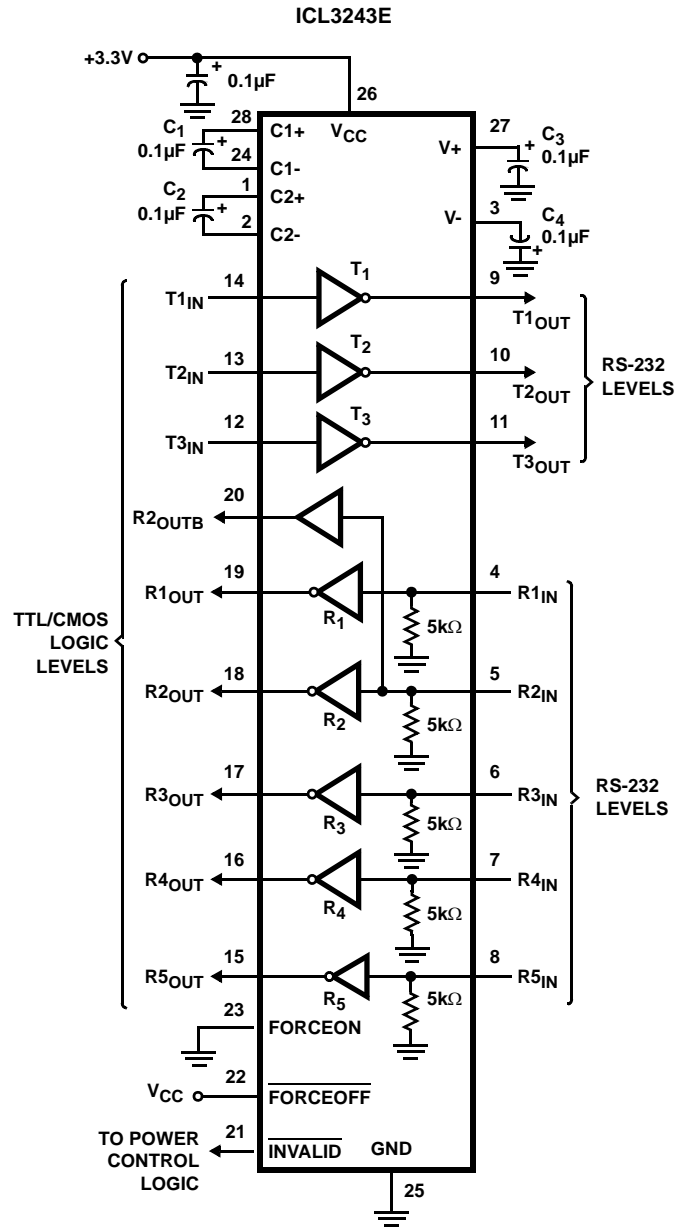 ICL3243E
+3.3V
+
0.1µF
26
28
C1+
VCC
27
C1
0.1µF
+
V+
+
C3
0.1µF
24
C1-
1
C2+
C2
0.1µF
+
2
C2-
3
V-
C4
0.1µF
+
T1IN
14
T1
9
T1OUT
T2IN
13
T2
10
T2OUT
RS-232
LEVELS
T3IN
12
T3
11
T3OUT
R2OUTB
20
R1OUT
19
R1
5kΩ
4
R1IN
TTL/CMOS
LOGIC
LEVELS
R2OUT
18
R2
5kΩ
5
R2IN
R3OUT
17
R3
5kΩ
6
R3IN
RS-232
LEVELS
R4OUT
16
R4
5kΩ
7
R4IN
R5OUT
15
R5
5kΩ
8
R5IN
23
FORCEON
VCC
22
FORCEOFF
TO POWER
CONTROL
LOGIC
21
INVALID
GND
25